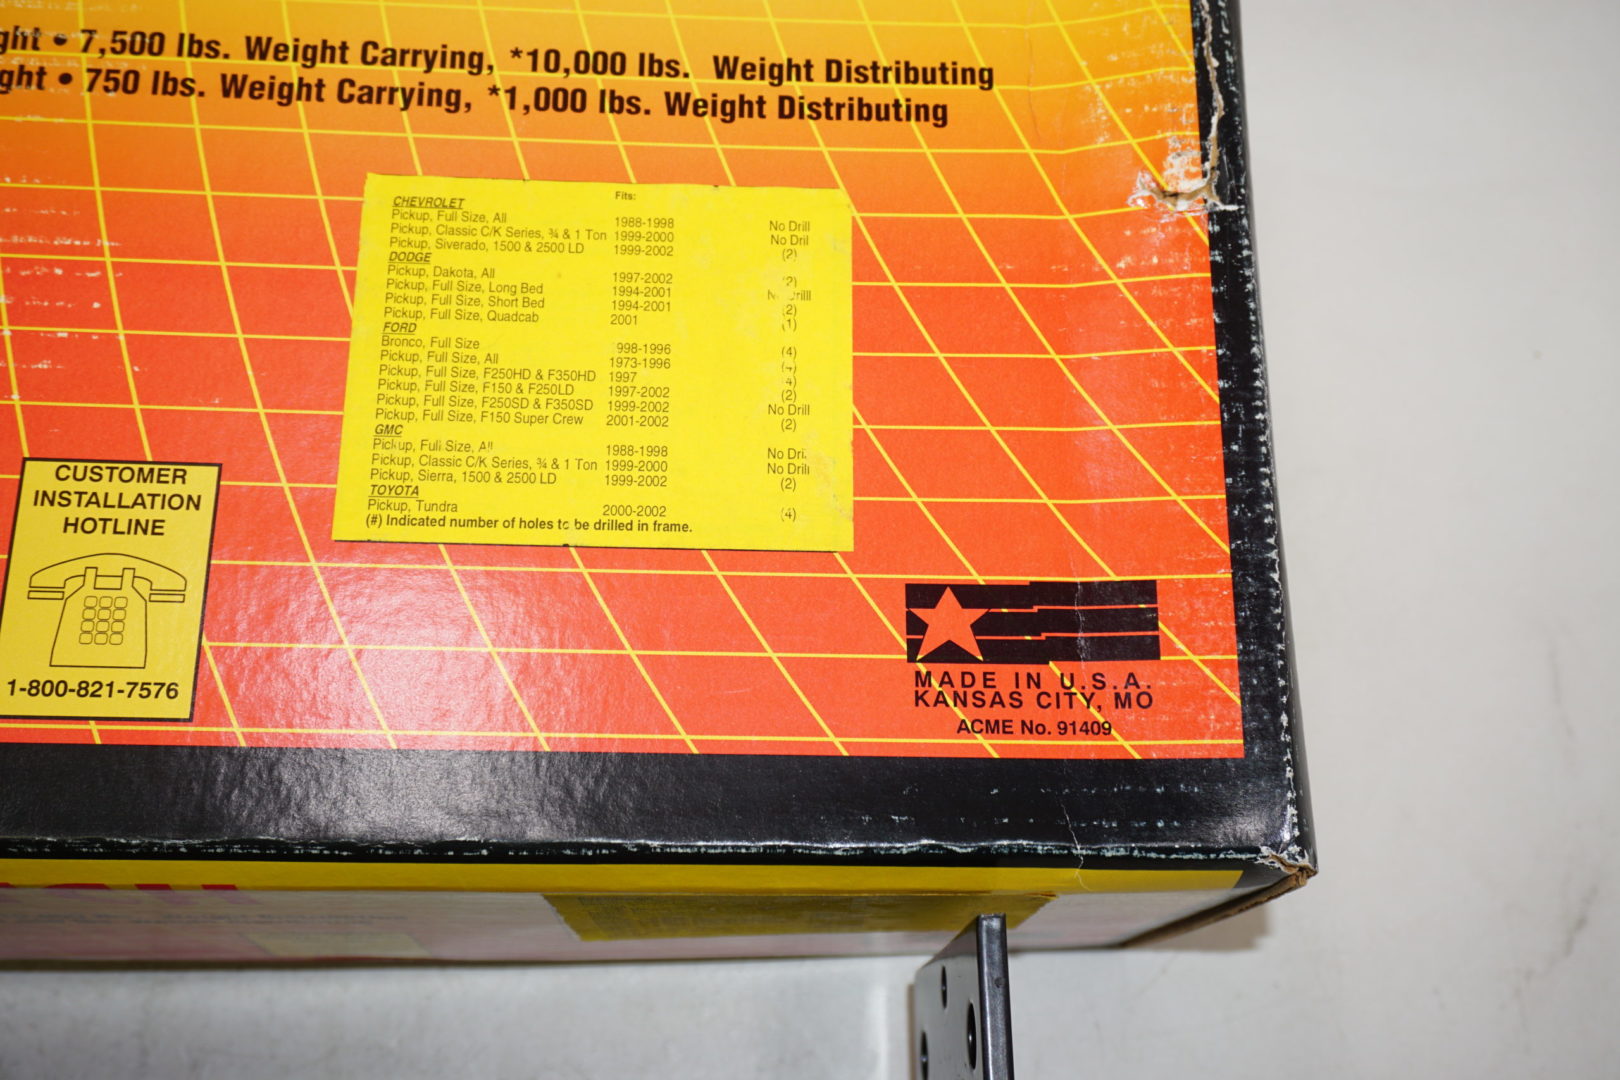 ght • 7,500 lbs. Weight Carrying, *10,000 lbs. Weight Distributing
ght • 750 lbs. Weight Carrying, *1,000 lbs. Weight Distributing
Fits:
CHEVROLET
Pickup, Full Size, All 1988-1998 No Drill
Pickup, Classic C/K Series, ¾ & 1 Ton 1999-2000 No Dril
Pickup, Siverado, 1500 & 2500 LD 1999-2002 (2)
DODGE
Pickup, Dakota, All 1997-2002 (2)
Pickup, Full Size, Long Bed 1994-2001
Pickup, Full Size, Short Bed 1994-2001 (2)
Pickup, Full Size, Quadcab 2001 (1)
FORD
Bronco, Full Size 998-1996 (4)
Pickup, Full Size, All 1973-1996 (4)
Pickup, Full Size, F250HD & F350HD 1997 4)
Pickup, Full Size, F150 & F250LD 1997-2002 (2)
Pickup, Full Size, F250SD & F350SD 1999-2002 No Drill
Pickup, Full Size, F150 Super Crew 2001-2002 (2)
GMC
Pickup, Full Size, All 1988-1998 No Dri
Pickup, Classic C/K Series, ¾ & 1 Ton 1999-2000 No Drill
Pickup, Sierra, 1500 & 2500 LD 1999-2002 (2)
TOYOTA
Pickup, Tundra 2000-2002 (4)
(#) Indicated number of holes to be drilled in frame.
CUSTOMER
INSTALLATION
HOTLINE
1-800-821-7576
MADE IN U.S.A.
KANSAS CITY, MO
ACME No. 91409